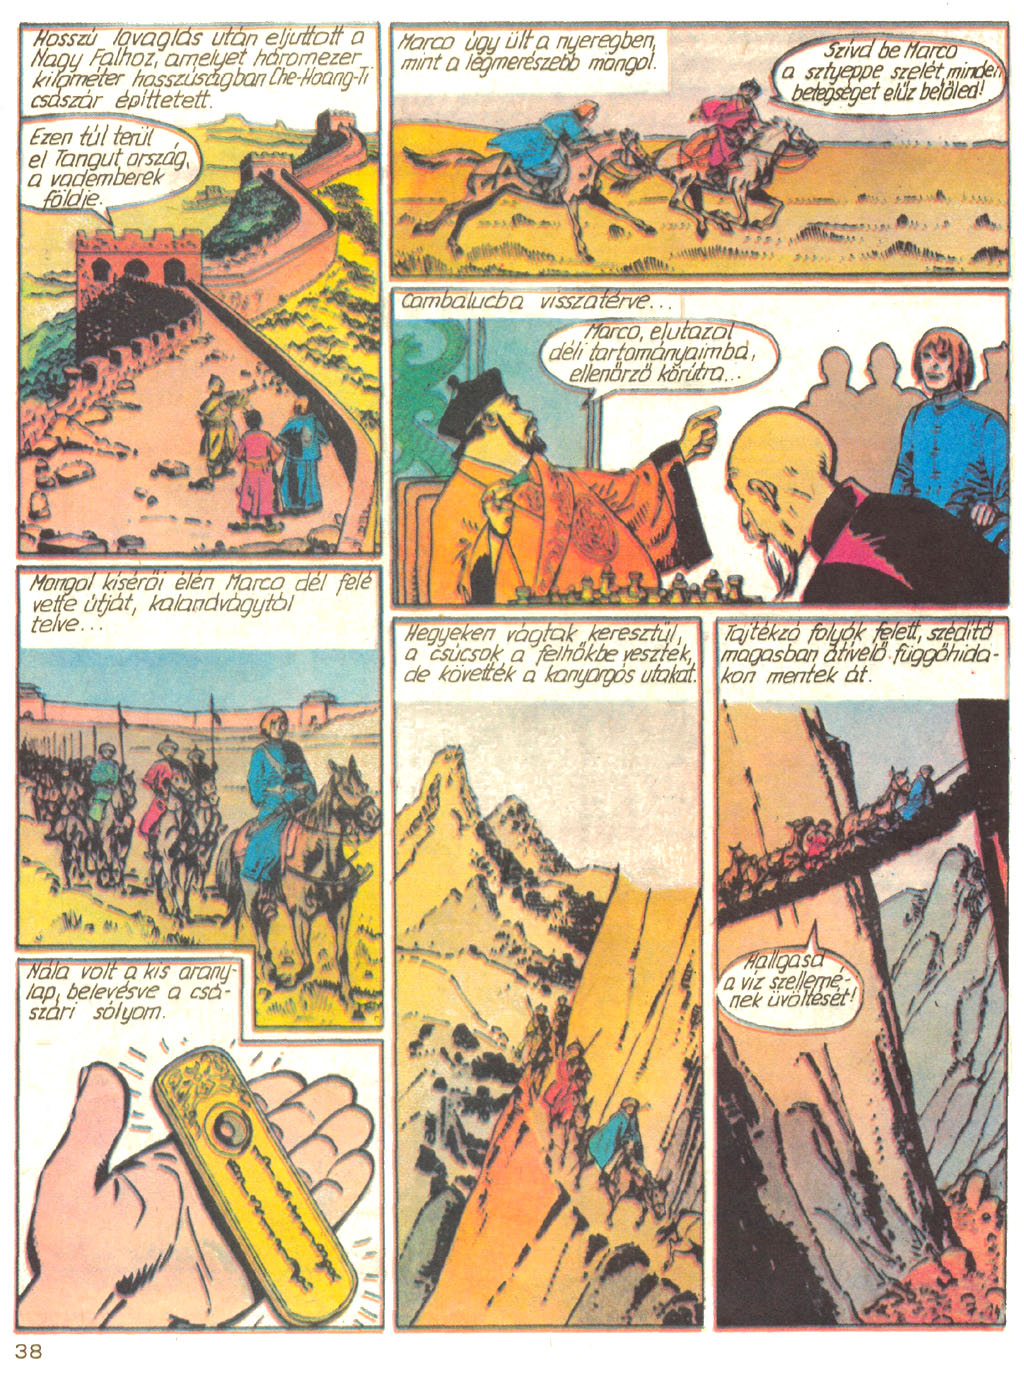 Hosszú lovaglás után eljutott a
Nagy Falhoz, amelyet háromezer
kilométer hosszúságban Che-Hoang-Ti
császár építtetett.
Ezen túl terül
el Tangut ország,
a vademberek
földje.
Marco úgy ült a nyeregben,
mint a legmerészebb mongol.
Szívd be Marco
a sztyeppe szelét, minden
betegséget elűz belőled!
Cambalucba visszatérve...
Marco, elutazol
déli tartományaimba,
ellenőrző körútra...
Mongol kísérői élén Marco dél felé
vette útját, kalandvágytól
telve...
Nála volt a kis arany-
lap, belevésve a csá-
szári sólyom.
Hegyeken vágtak keresztül,
a csúcsok a felhőkbe vesztek,
de követték a kanyargós utakat.
Tajtékzó folyók felett, szédítő
magasban átívelő függőhida-
kon mentek át.
Hallgasd
a víz szellemé-
nek üvöltését!
38